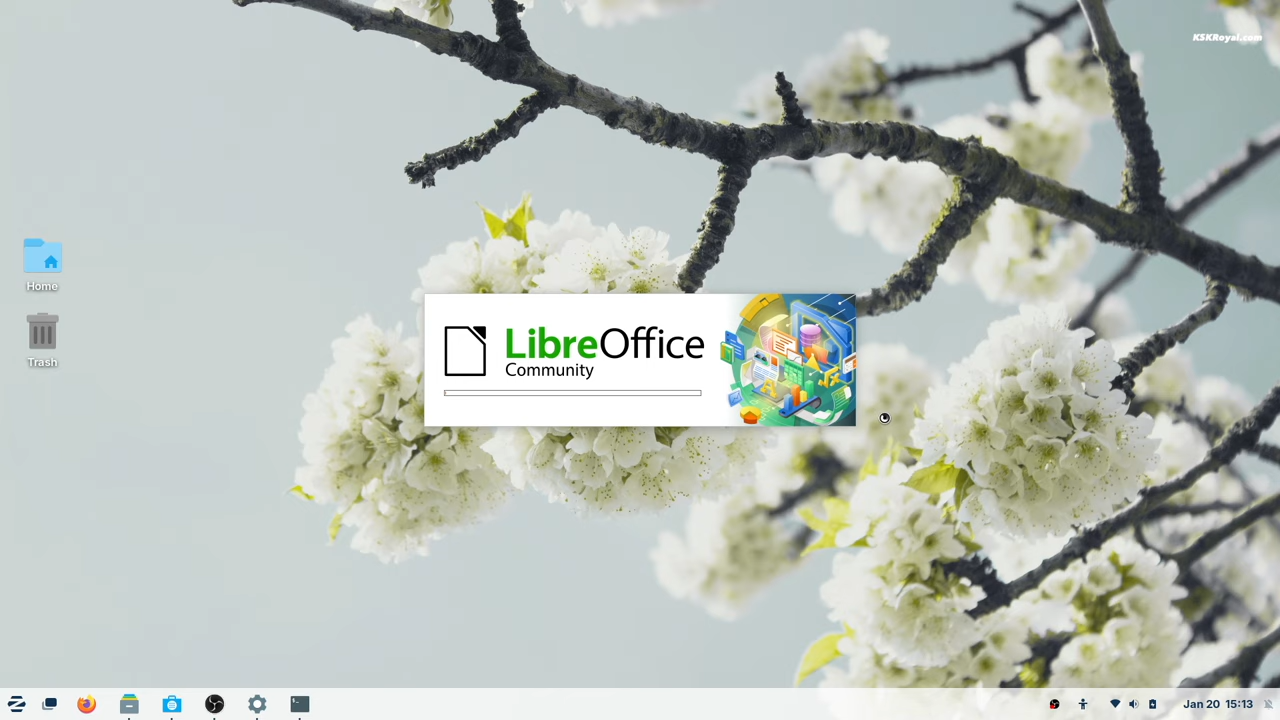 KSKRoyal.com
Home
Trash
LibreOffice
Community
Jan 20 15:13